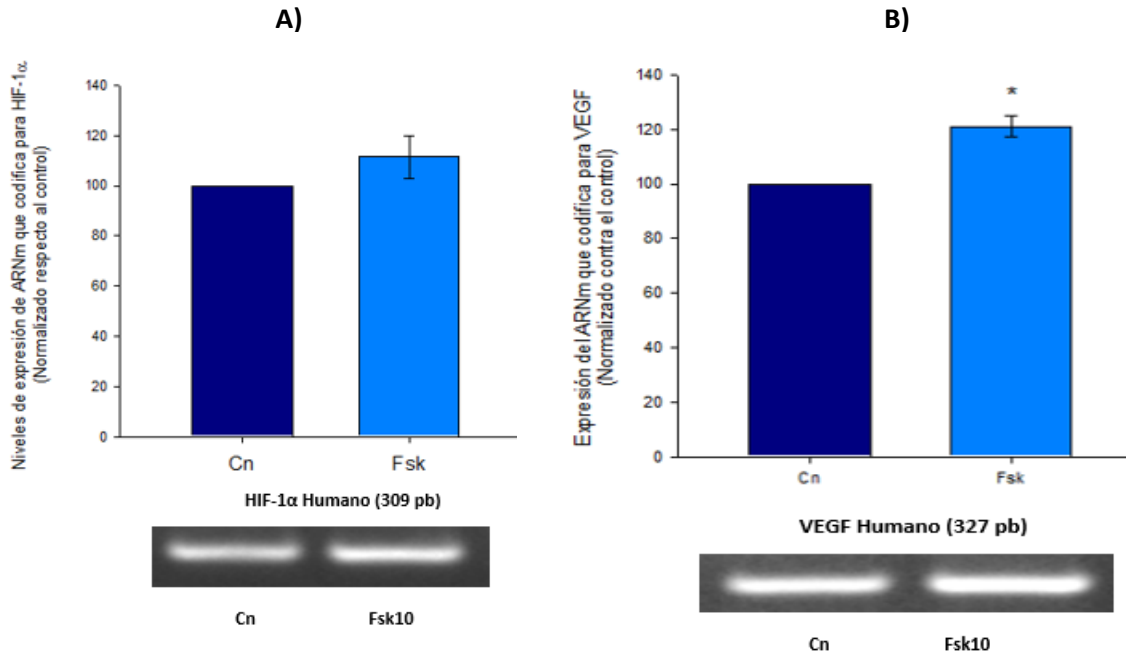 A)
Niveles de expresión de ARNm que codifica para HIF-1α
(Normalizado respecto al control)
140
120
100
80
60
40
20
0
Cn Fsk
HIF-1α Humano (309 pb)
Cn Fsk10
B)
Expresión del ARNm que codifica para VEGF
(Normalizado contra el control)
140
120
100
80
60
40
20
0
*
Cn Fsk
VEGF Humano (327 pb)
Cn Fsk10